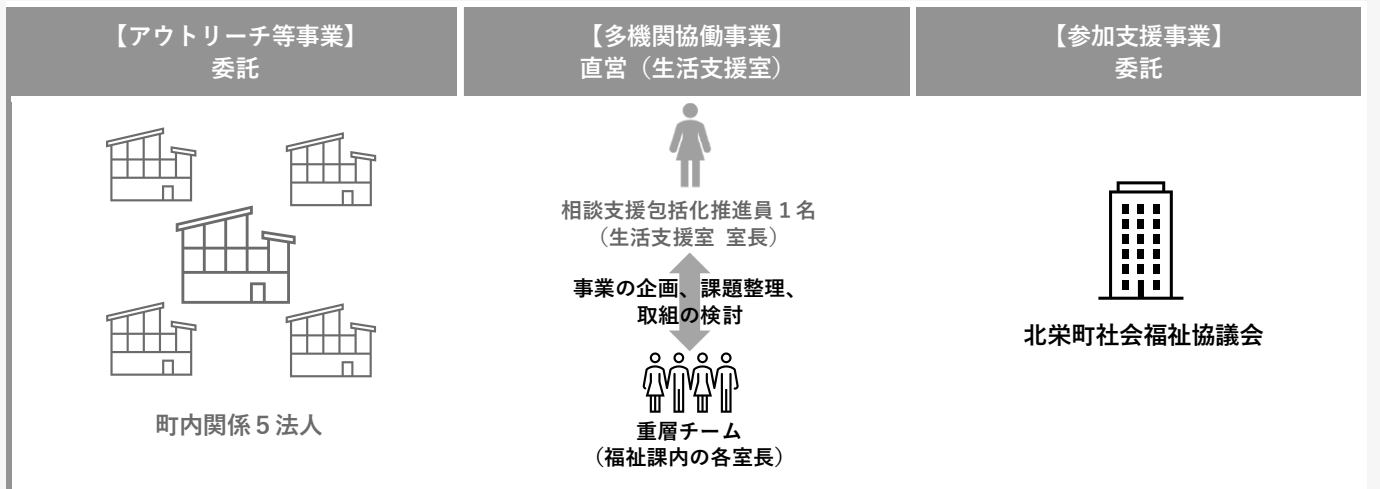 【アウトリーチ等事業】
委託
【多機関協働事業】
直営（生活支援室）
【参加支援事業】
委託
町内関係５法人
相談支援包括化推進員１名
（生活支援室 室長）
事業の企画、課題整理、
取組の検討
重層チーム
（福祉課内の各室長）
北栄町社会福祉協議会